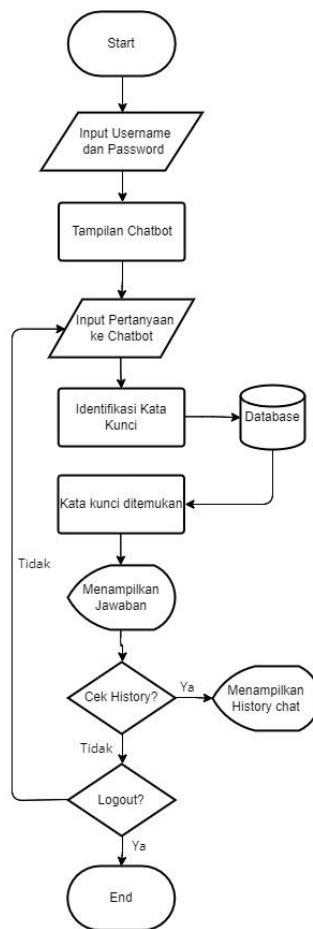 Start
Input Username
dan Password
Tampilan Chatbot
Input Pertanyaan
ke Chatbot
Identifikasi Kata
Kunci
Database
Kata kunci ditemukan
Tidak
Menampilkan
Jawaban
Cek History?
Ya
Menampilkan
History chat
Tidak
Logout?
Ya
End